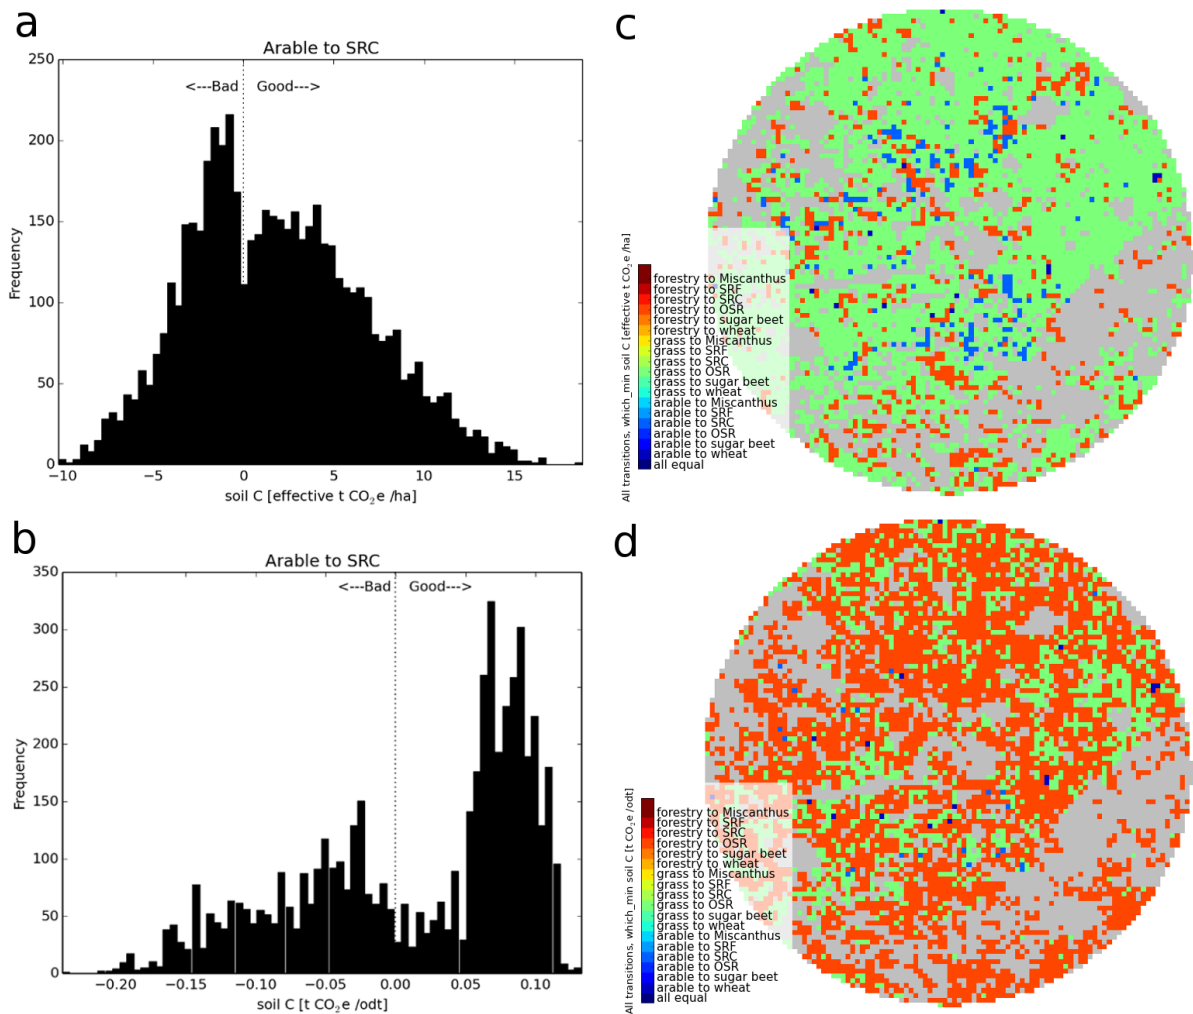 a
Arable to SRC
250
200
150
100
50
0
Frequency
<---Bad Good--->
−10 −5 0 5 10 15
soil C [effective t CO₂e /ha]
b
Arable to SRC
350
300
250
200
150
100
50
0
Frequency
<---Bad Good--->
−0.20 −0.15 −0.10 −0.05 0.00 0.05 0.10
soil C [t CO₂e /odt]
c
All transitions, which_min soil C [effective t CO₂e /ha]
forestry to Miscanthus
forestry to SRF
forestry to SRC
forestry to OSR
forestry to sugar beet
forestry to wheat
grass to Miscanthus
grass to SRF
grass to SRC
grass to OSR
grass to sugar beet
grass to wheat
arable to Miscanthus
arable to SRF
arable to SRC
arable to OSR
arable to sugar beet
arable to wheat
all equal
d
All transitions, which_min soil C [t CO₂e /odt]
forestry to Miscanthus
forestry to SRF
forestry to SRC
forestry to OSR
forestry to sugar beet
forestry to wheat
grass to Miscanthus
grass to SRF
grass to SRC
grass to OSR
grass to sugar beet
grass to wheat
arable to Miscanthus
arable to SRF
arable to SRC
arable to OSR
arable to sugar beet
arable to wheat
all equal